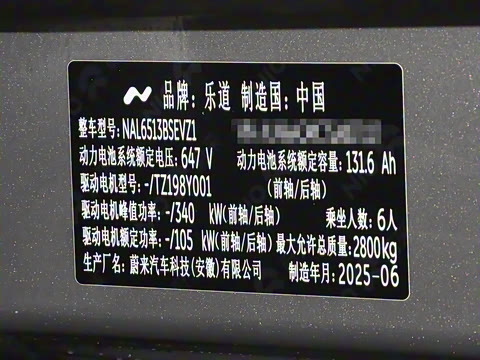 品牌:乐道 制造国:中国
整车型号:NAL6513BSEVZ1
动力电池系统额定电压:647 V 动力电池系统额定容量:131.6 Ah
驱动电机型号:-/TZ198Y001 (前轴/后轴)
驱动电机峰值功率:-/340 kW(前轴/后轴) 乘坐人数:6人
驱动电机额定功率:-/105 kW(前轴/后轴) 最大允许总质量:2800kg
生产厂名:蔚来汽车科技(安徽)有限公司 制造年月:2025-06